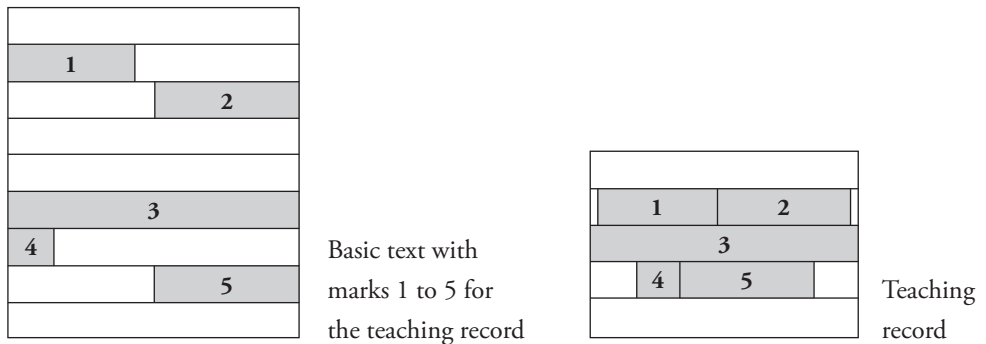 1
2
3
4
5
Basic text with
marks 1 to 5 for
the teaching record
1 2
3
4 5
Teaching
record